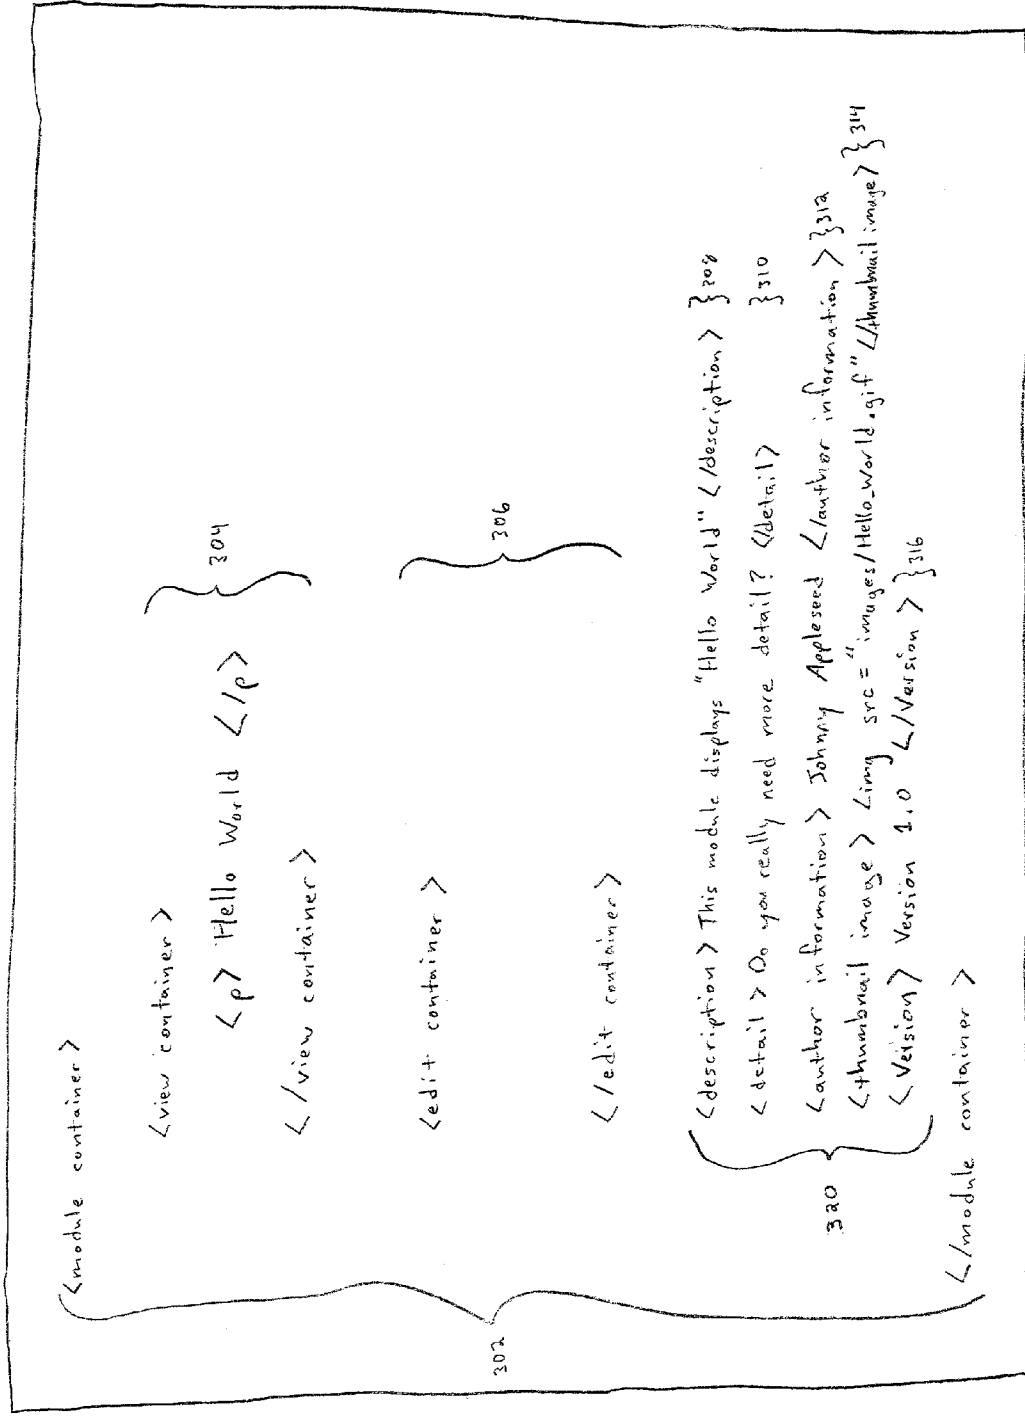 <module container>
<view container>
<p> Hello World </p>
304
</view container>
<edit container>
306
</edit container>
<description> This module displays "Hello World" </description> }308
<detail> Do you really need more detail? </detail> }310
<author information> Johnny Appleseed </author information> }312
<thumbnail image> <img src="images/Hello_World.gif" </thumbnail image> }314
<Version> Version 1.0 </Version> }316
320
</module container>
302